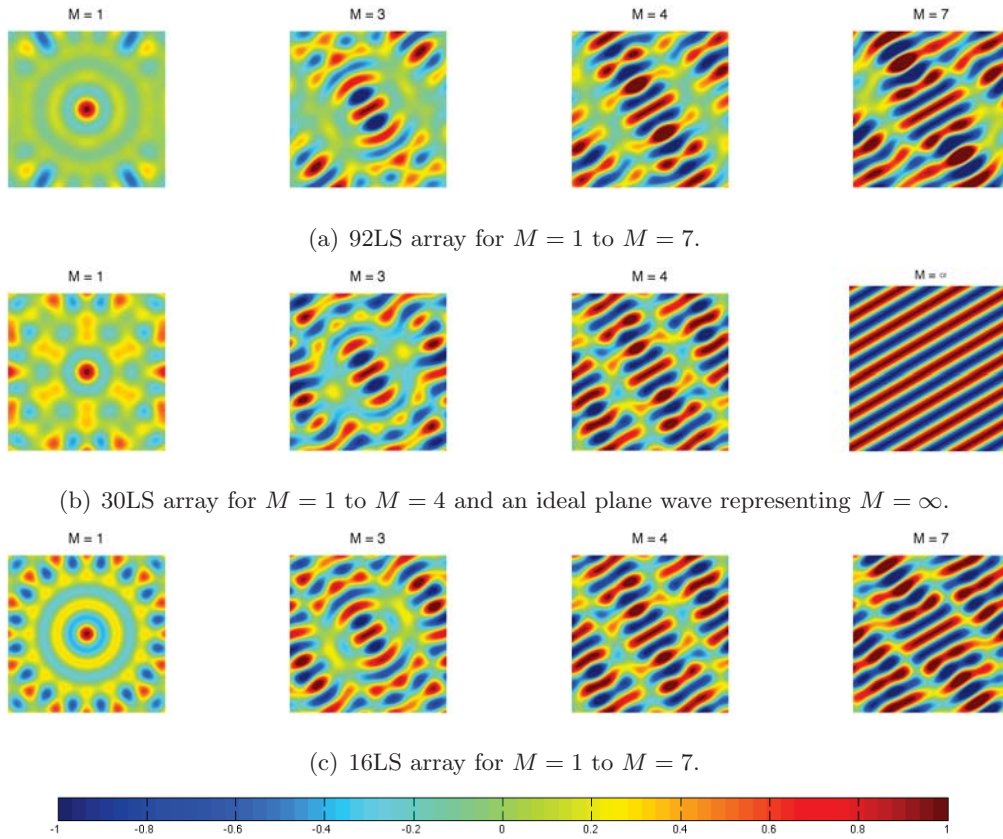 M = 1 M = 3 M = 4 M = 7
(a) 92LS array for M = 1 to M = 7.
M = 1 M = 3 M = 4 M = α
(b) 30LS array for M = 1 to M = 4 and an ideal plane wave representing M = ∞.
M = 1 M = 3 M = 4 M = 7
(c) 16LS array for M = 1 to M = 7.
-1 -0.8 -0.6 -0.4 -0.2 0 0.2 0.4 0.6 0.8 1